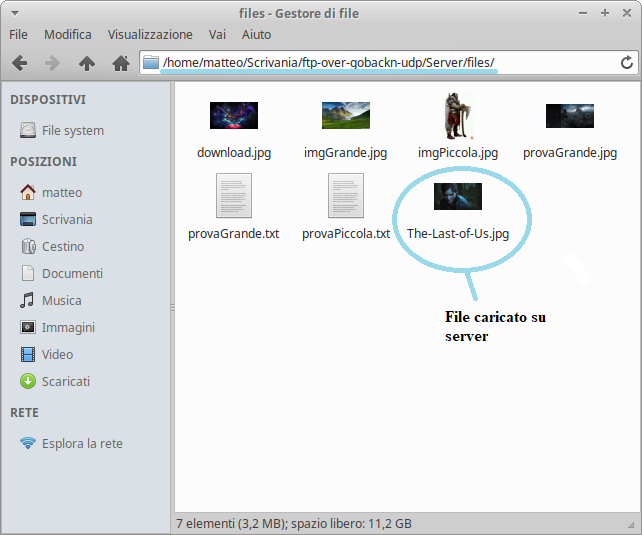 files - Gestore di file
File Modifica Visualizzazione Vai Aiuto
/home/matteo/Scrivania/ftp-over-gobackn-udp/Server/files/
DISPOSITIVI
File system
POSIZIONI
matteo
Scrivania
Cestino
Documenti
Musica
Immagini
Video
Scaricati
RETE
Esplora la rete
download.jpg imgGrande.jpg imgPiccola.jpg provaGrande.jpg
provaGrande.txt provaPiccola.txt The-Last-of-Us.jpg
File caricato su
server
7 elementi (3,2 MB); spazio libero: 11,2 GB